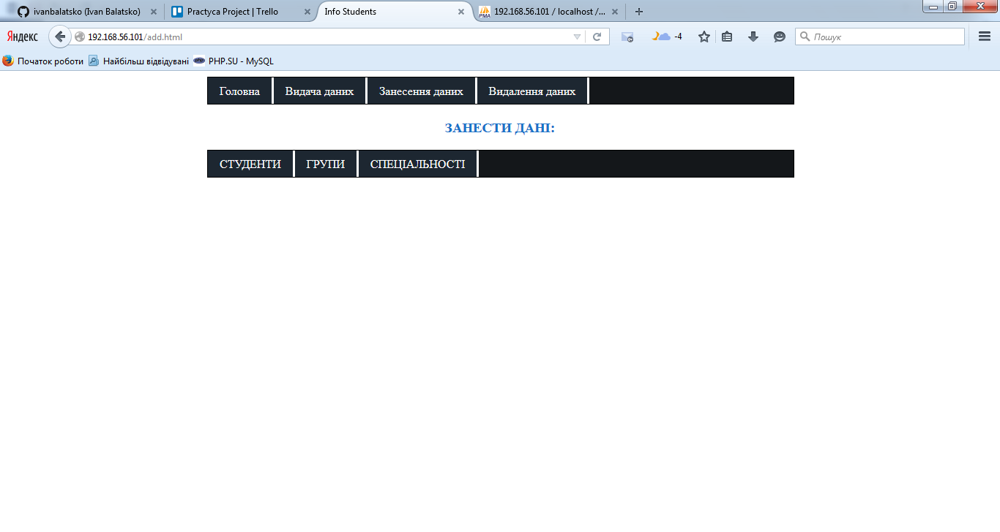 ivanbalatsko (Ivan Balatsko) Practyca Project | Trello Info Students 192.168.56.101 / localhost /...
Яндекс 192.168.56.101/add.html -4 Пошук
Початок роботи Найбільш відвідувані PHP.SU - MySQL
Головна Видача даних Занесення даних Видалення даних
ЗАНЕСТИ ДАНІ:
СТУДЕНТИ ГРУПИ СПЕЦІАЛЬНОСТІ